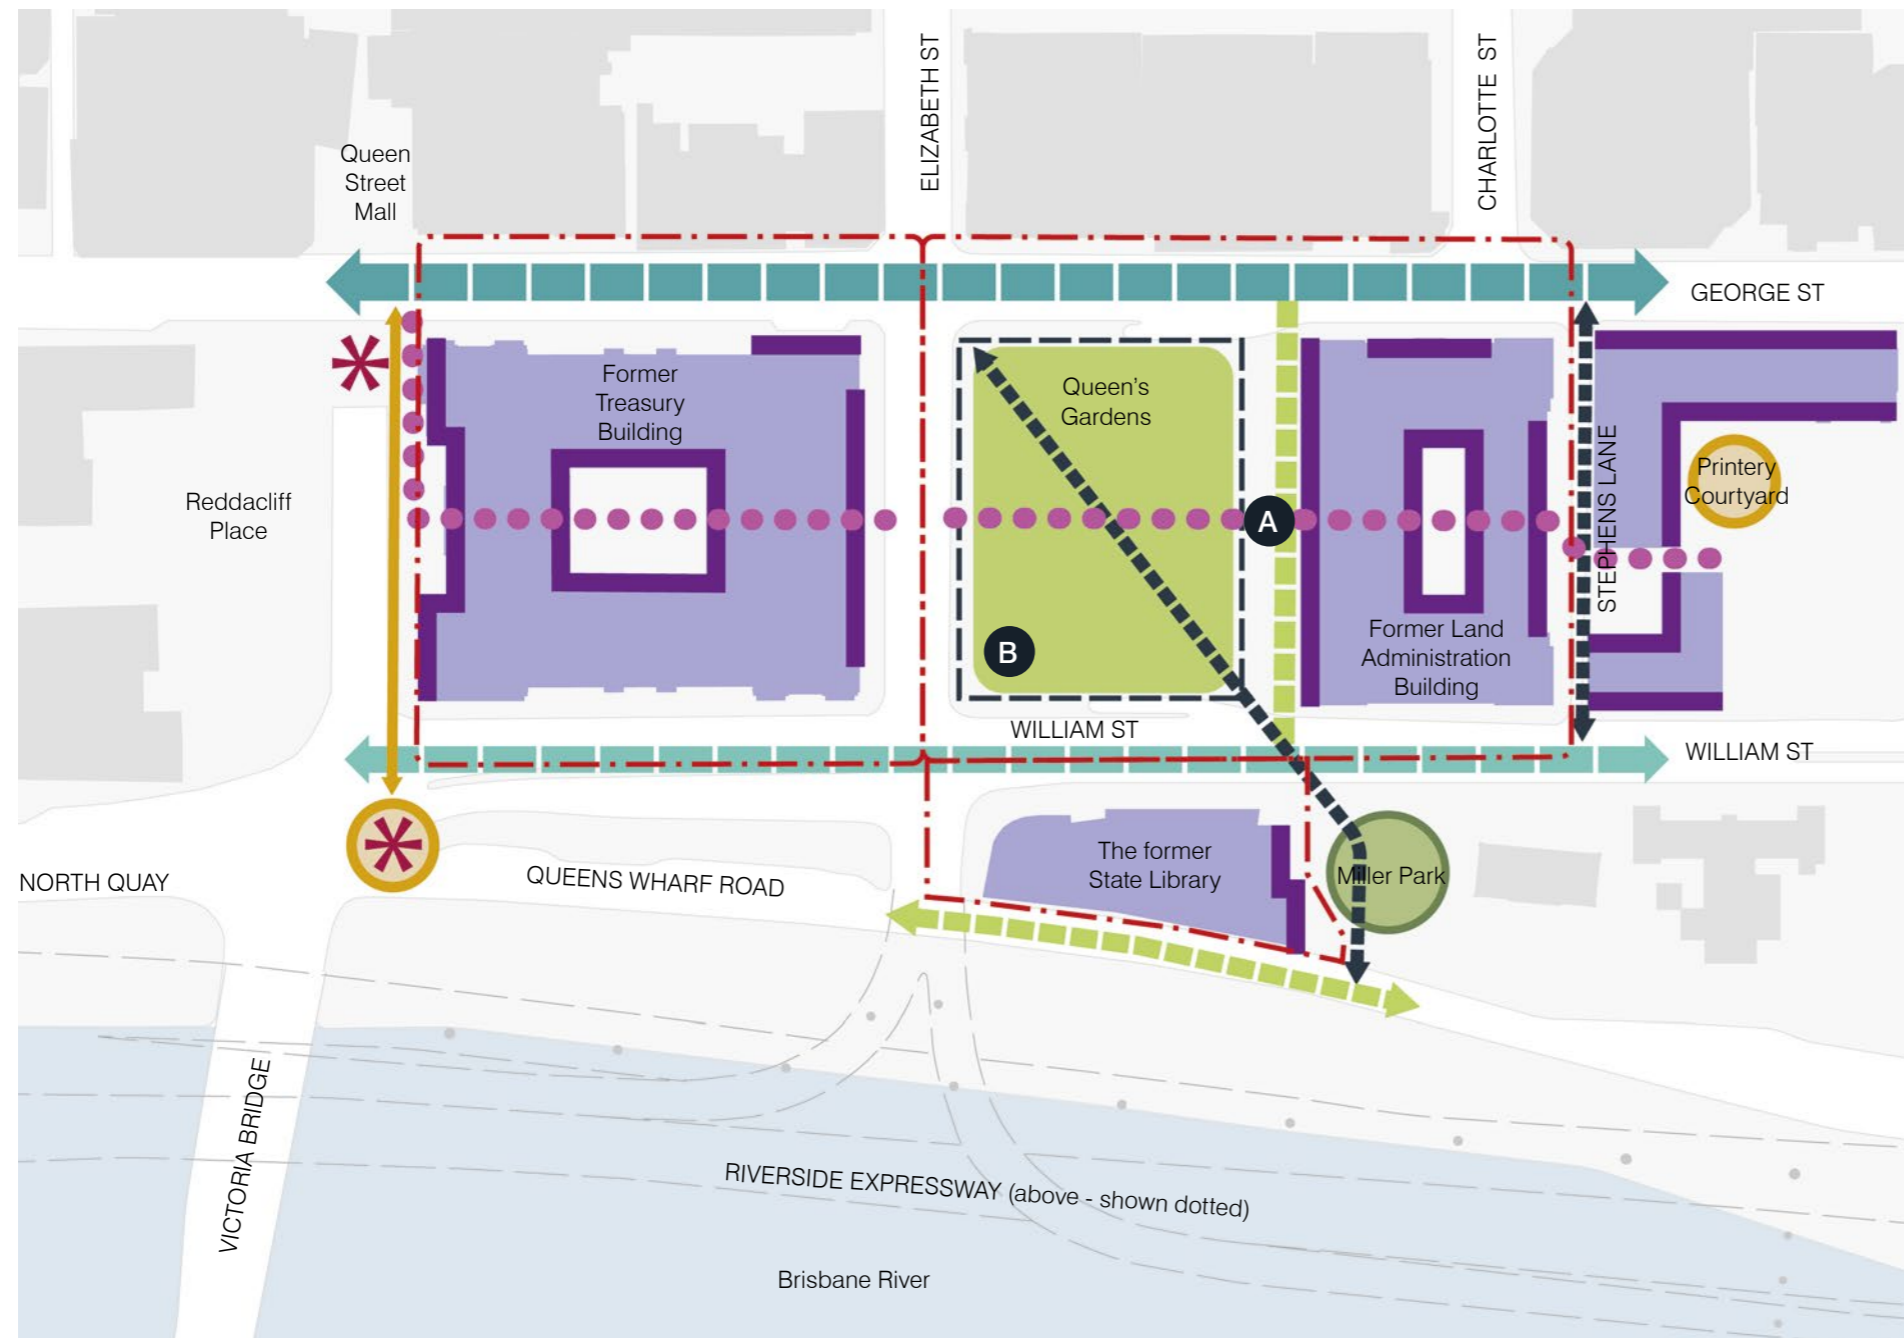 ELIZABETH ST
CHARLOTTE ST
Queen
Street
Mall
GEORGE ST
Former
Treasury
Building
Queen's
Gardens
Reddacliff
Place
A
STEPHENS LANE
Printery
Courtyard
B
Former Land
Administration
Building
WILLIAM ST
WILLIAM ST
The former
State Library
Miller Park
NORTH QUAY
QUEENS WHARF ROAD
VICTORIA BRIDGE
RIVERSIDE EXPRESSWAY (above - shown dotted)
Brisbane River